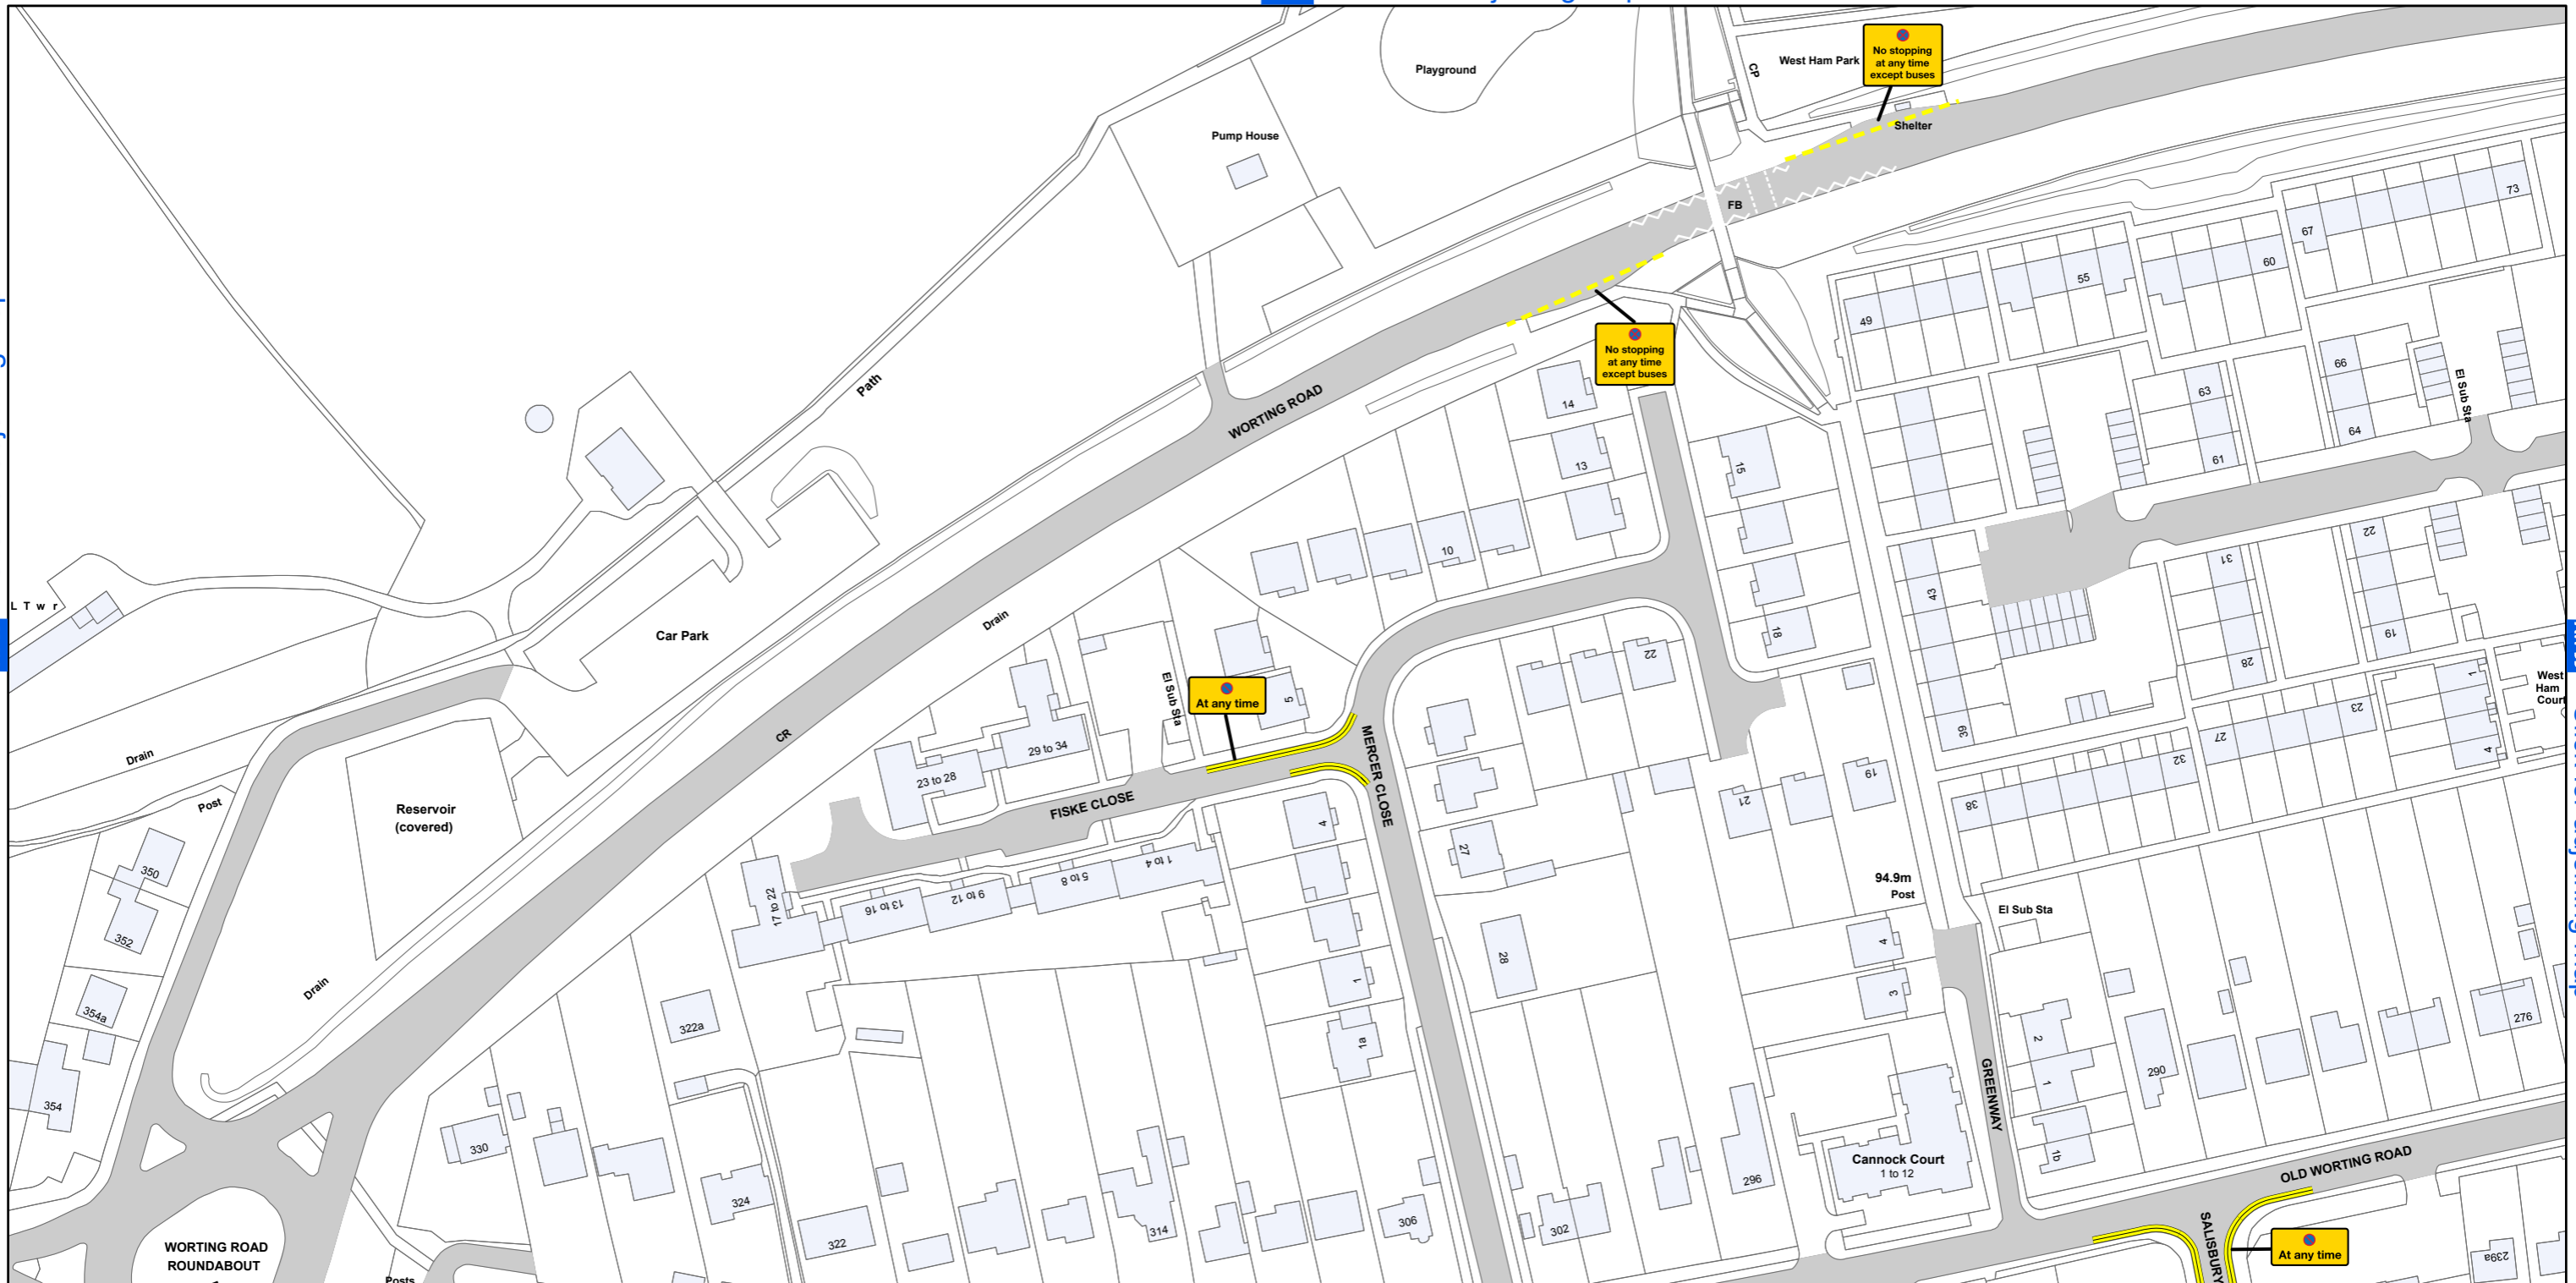 No stopping
at any time
except buses
West Ham Park
CP
Playground
Shelter
Pump House
FB
73
67
60
55
49
No stopping
at any time
except buses
Path
WORTING ROAD
14
13
10
15
18
66
64
63
61
El Sub Sta
L T w r
Car Park
Drain
El Sub Sta
At any time
5
22
43
39
31
28
22
19
1
4
West
Ham
Court
23
27
32
38
CR
29 to 34
23 to 28
FISKE CLOSE
MERCER CLOSE
Drain
Post
Reservoir
(covered)
4
27
21
19
1 to 4
5 to 8
9 to 12
13 to 16
17 to 22
94.9m
Post
El Sub Sta
350
352
354a
354
Drain
322a
1
1a
28
4
3
2
1
1b
290
276
GREENWAY
330
324
322
314
306
302
296
Cannock Court
1 to 12
OLD WORTING ROAD
SALISBURY
At any time
239a
WORTING ROAD
ROUNDABOUT
Posts